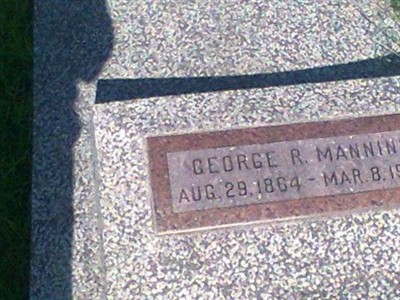 GEORGE R. MANNIN
AUG. 29, 1864 - MAR. 8, 19